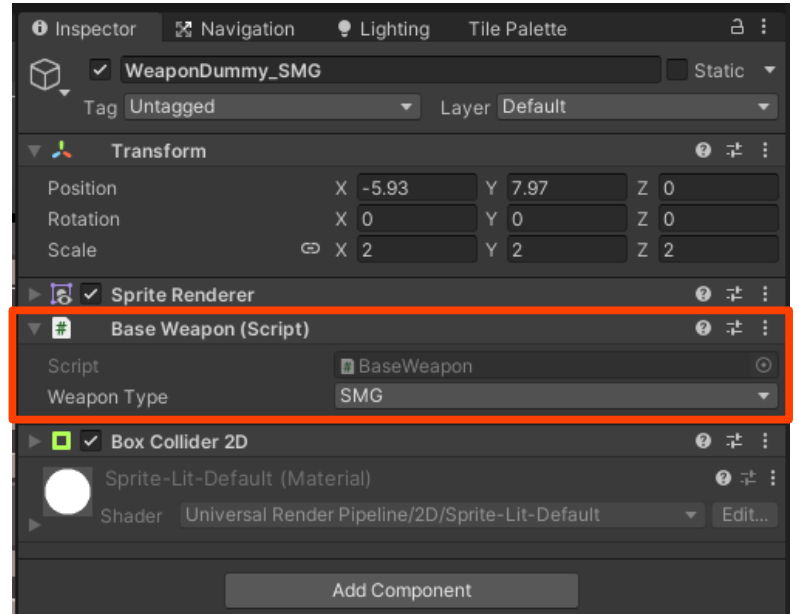 Inspector Navigation Lighting Tile Palette
WeaponDummy_SMG Static
Tag Untagged Layer Default
Transform
Position X -5.93 Y 7.97 Z 0
Rotation X 0 Y 0 Z 0
Scale X 2 Y 2 Z 2
Sprite Renderer
# Base Weapon (Script)
Script # BaseWeapon
Weapon Type SMG
Box Collider 2D
Sprite-Lit-Default (Material)
Shader Universal Render Pipeline/2D/Sprite-Lit-Default Edit...
Add Component